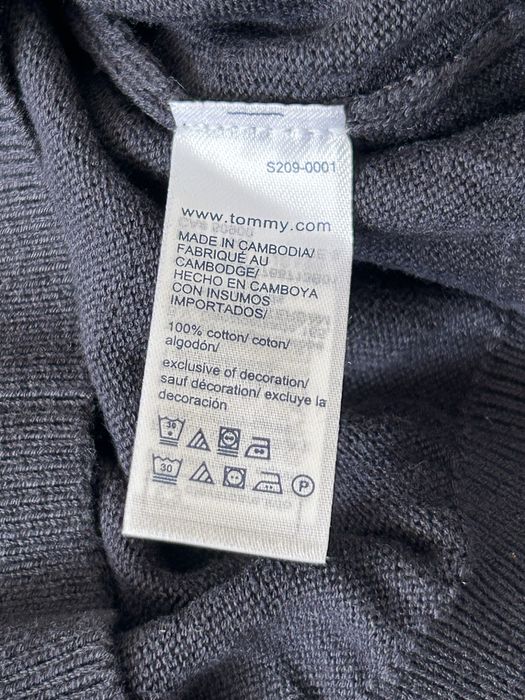 S209-0001
www.tommy.com
MADE IN CAMBODIA/
FABRIQUÉ AU
CAMBODGE/
HECHO EN CAMBOYA
CON INSUMOS
IMPORTADOS/
100% cotton/ coton/
algodón/
exclusive of decoration/
sauf décoration/ excluye la
decoración
30
30 P